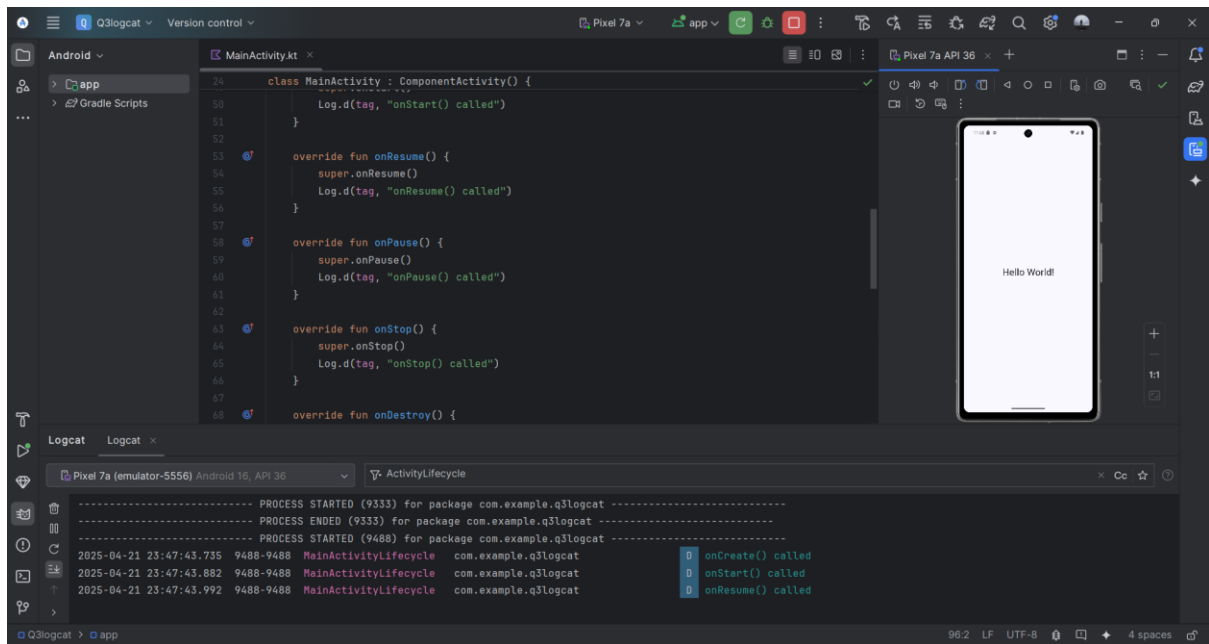 Q Q3logcat Version control Pixel 7a app
Android
MainActivity.kt
Pixel 7a API 36
app
Gradle Scripts
24 class MainActivity : ComponentActivity() {
50 Log.d(tag, "onStart() called")
51 }
52
53 override fun onResume() {
54 super.onResume()
55 Log.d(tag, "onResume() called")
56 }
57
58 override fun onPause() {
59 super.onPause()
60 Log.d(tag, "onPause() called")
61 }
62
63 override fun onStop() {
64 super.onStop()
65 Log.d(tag, "onStop() called")
66 }
67
68 override fun onDestroy() {
Hello World!
1:1
Logcat Logcat
Pixel 7a (emulator-5556) Android 16, API 36
ActivityLifecycle
Cc
--------------------------- PROCESS STARTED (9333) for package com.example.q3logcat ---------------------------
--------------------------- PROCESS ENDED (9333) for package com.example.q3logcat ---------------------------
--------------------------- PROCESS STARTED (9488) for package com.example.q3logcat ---------------------------
2025-04-21 23:47:43.735 9488-9488 MainActivityLifecycle com.example.q3logcat D onCreate() called
2025-04-21 23:47:43.882 9488-9488 MainActivityLifecycle com.example.q3logcat D onStart() called
2025-04-21 23:47:43.992 9488-9488 MainActivityLifecycle com.example.q3logcat D onResume() called
Q3logcat > app
96:2 LF UTF-8 4 spaces